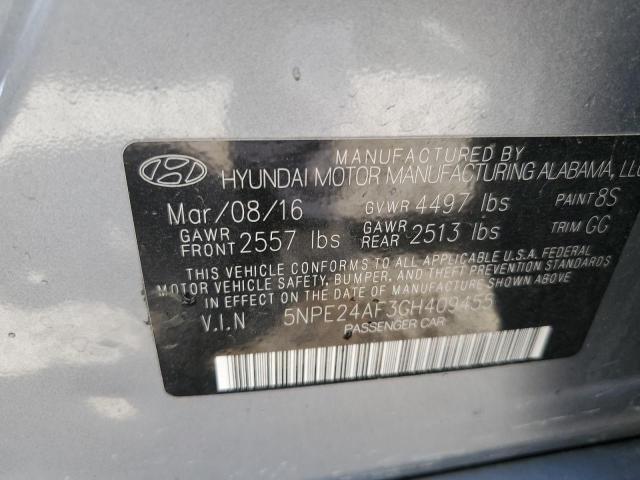 MANUFACTURED BY
HYUNDAI MOTOR MANUFACTURING ALABAMA, LLC
Mar/08/16 GVWR 4497 lbs PAINT 8S
GAWR FRONT 2557 lbs GAWR REAR 2513 lbs TRIM GG
THIS VEHICLE CONFORMS TO ALL APPLICABLE U.S.A. FEDERAL
MOTOR VEHICLE SAFETY, BUMPER, AND THEFT PREVENTION STANDARDS
IN EFFECT ON THE DATE OF MANUFACTURE SHOWN ABOVE.
V.I.N 5NPE24AF3GH409455
PASSENGER CAR